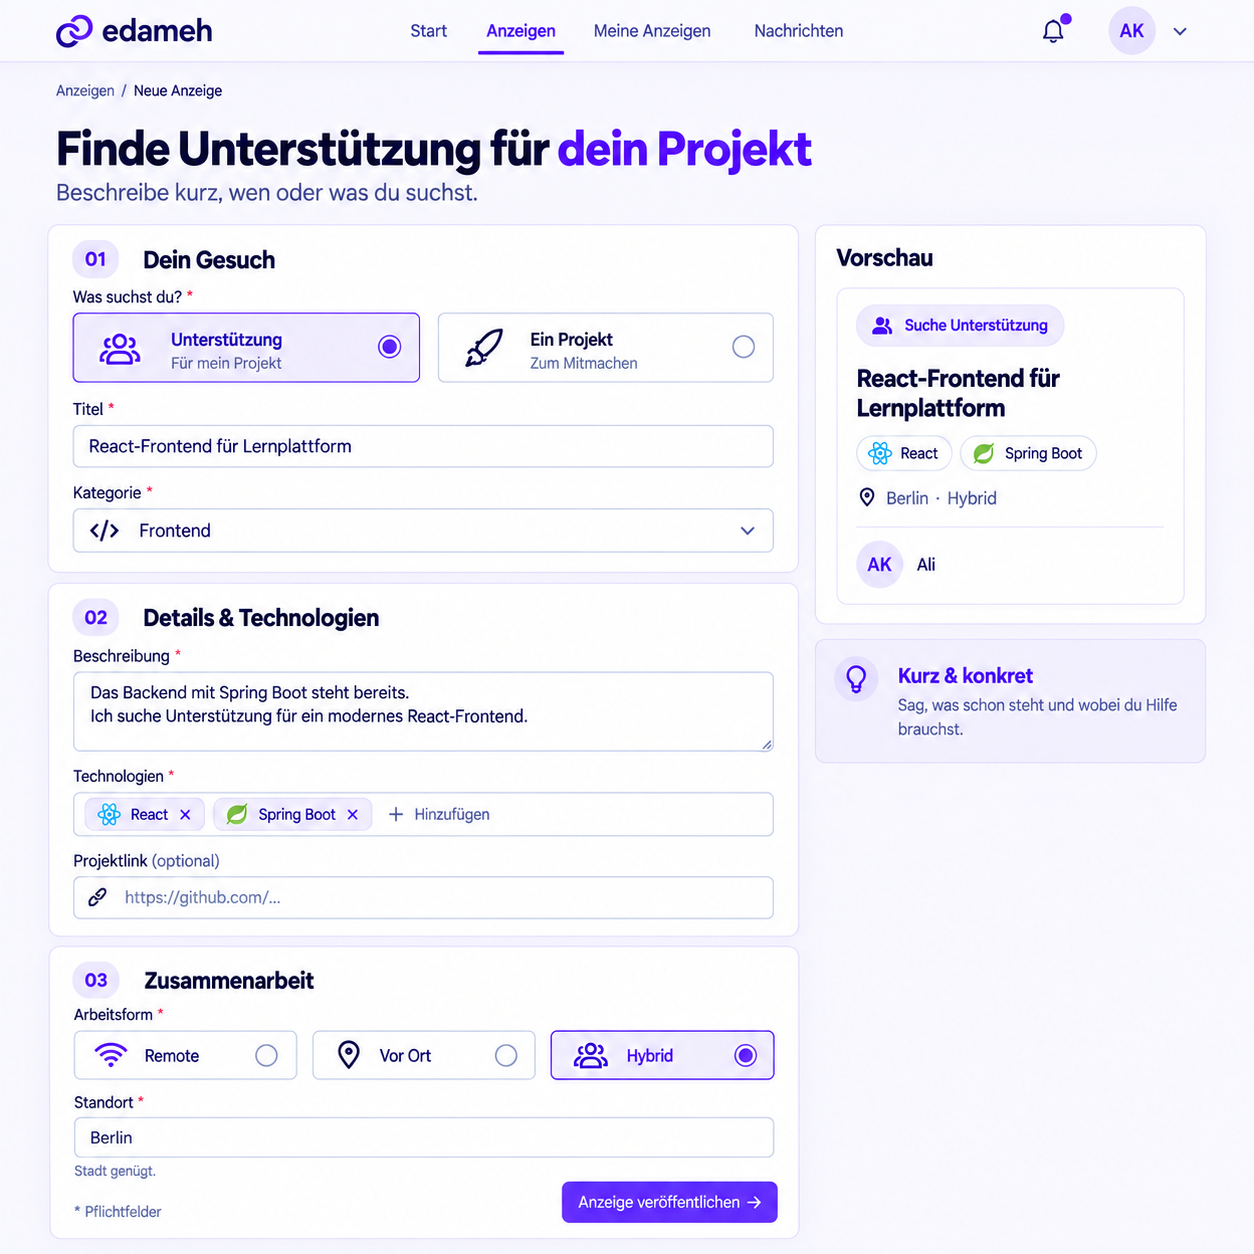 edameh
Start
Anzeigen
Meine Anzeigen
Nachrichten
AK
Anzeigen / Neue Anzeige
Finde Unterstützung für dein Projekt
Beschreibe kurz, wen oder was du suchst.
01 Dein Gesuch
Was suchst du? *
Unterstützung
Für mein Projekt
Ein Projekt
Zum Mitmachen
Titel *
React-Frontend für Lernplattform
Kategorie *
</> Frontend
02 Details & Technologien
Beschreibung *
Das Backend mit Spring Boot steht bereits.
Ich suche Unterstützung für ein modernes React-Frontend.
Technologien *
React × Spring Boot × + Hinzufügen
Projektlink (optional)
https://github.com/...
03 Zusammenarbeit
Arbeitsform *
Remote
Vor Ort
Hybrid
Standort *
Berlin
Stadt genügt.
* Pflichtfelder
Anzeige veröffentlichen →
Vorschau
Suche Unterstützung
React-Frontend für
Lernplattform
React
Spring Boot
Berlin · Hybrid
AK Ali
Kurz & konkret
Sag, was schon steht und wobei du Hilfe
brauchst.